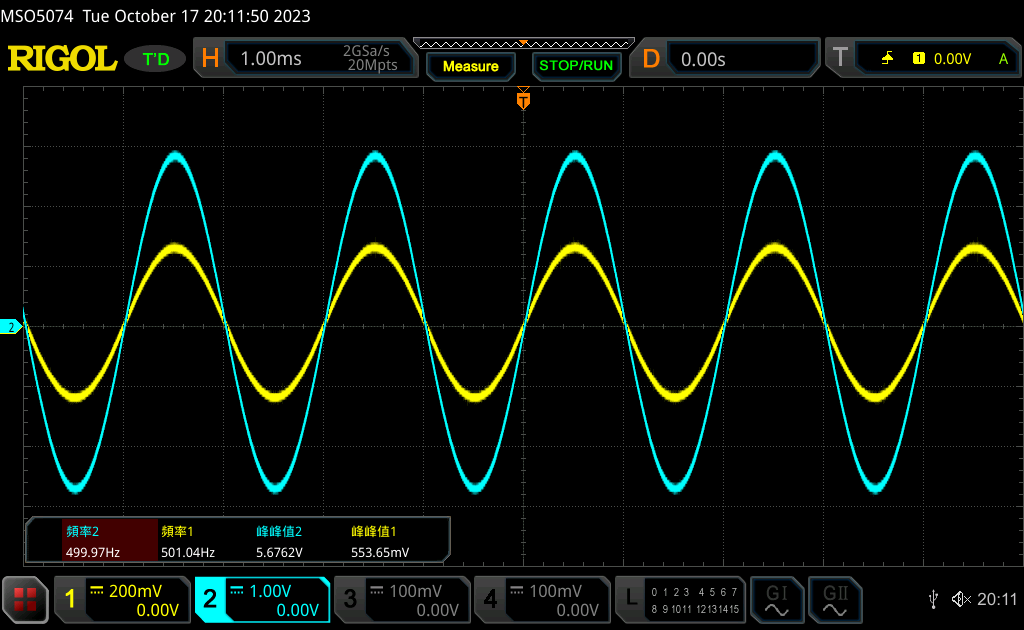 MSO5074 Tue October 17 20:11:50 2023
RIGOL T'D H 1.00ms 2GSa/s 20Mpts Measure STOP/RUN D 0.00s T 1 0.00V A
T
2
頻率2 頻率1 峰峰值2 峰峰值1
499.97Hz 501.04Hz 5.6762V 553.65mV
1 200mV 0.00V 2 1.00V 0.00V 3 100mV 0.00V 4 100mV 0.00V L 0 1 2 3 4 5 6 7 8 9 10 11 12 13 14 15 GI GII 20:11